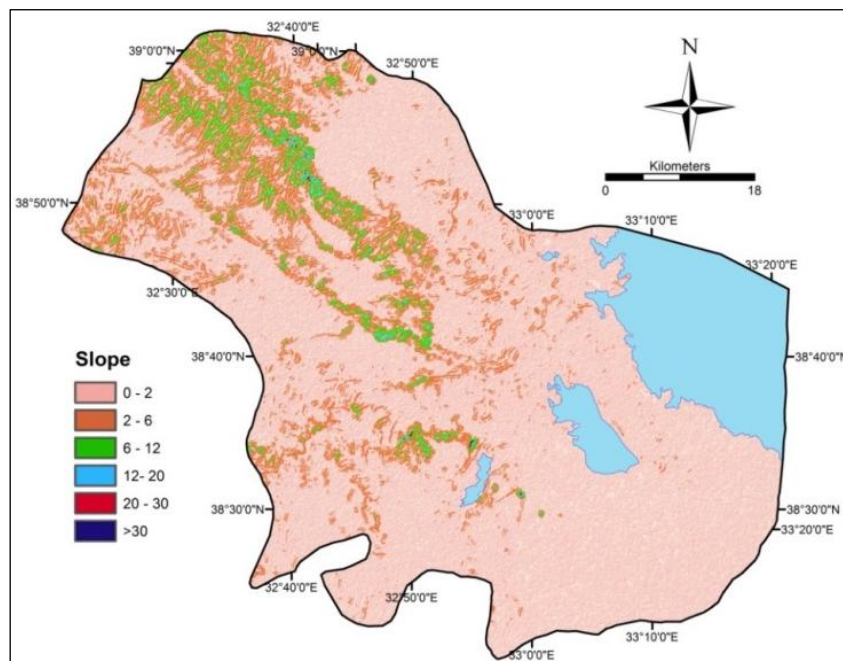 32°40'0"E
39°0'0"N
39°0'0"N
32°50'0"E
N
Kilometers
0 18
38°50'0"N
33°0'0"E
33°10'0"E
33°20'0"E
32°30'0"E
38°40'0"N
38°40'0"N
Slope
0 - 2
2 - 6
6 - 12
12- 20
20 - 30
>30
38°30'0"N
38°30'0"N
33°20'0"E
32°40'0"E
32°50'0"E
33°0'0"E
33°10'0"E